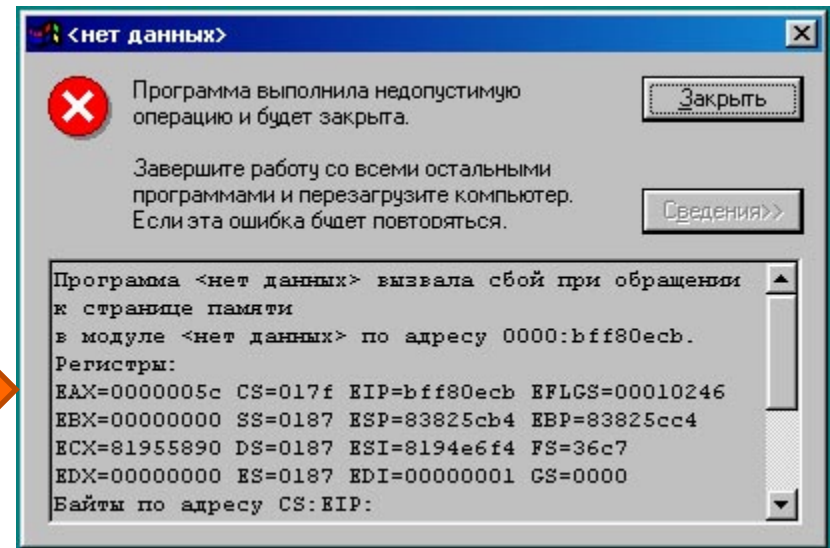 <нет данных>
Программа выполнила недопустимую
операцию и будет закрыта.
Закрыть
Завершите работу со всеми остальными
программами и перезагрузите компьютер.
Если эта ошибка будет повторяться.
Сведения>>
Программа <нет данных> вызвала сбой при обращении
к странице памяти
в модуле <нет данных> по адресу 0000:bff80ecb.
Регистры:
EAX=0000005c CS=017f EIP=bff80ecb EFLGS=00010246
EBX=00000000 SS=0187 ESP=83825cb4 EBP=83825cc4
ECX=81955890 DS=0187 ESI=8194e6f4 FS=36c7
EDX=00000000 ES=0187 EDI=00000001 GS=0000
Байты по адресу CS:EIP: